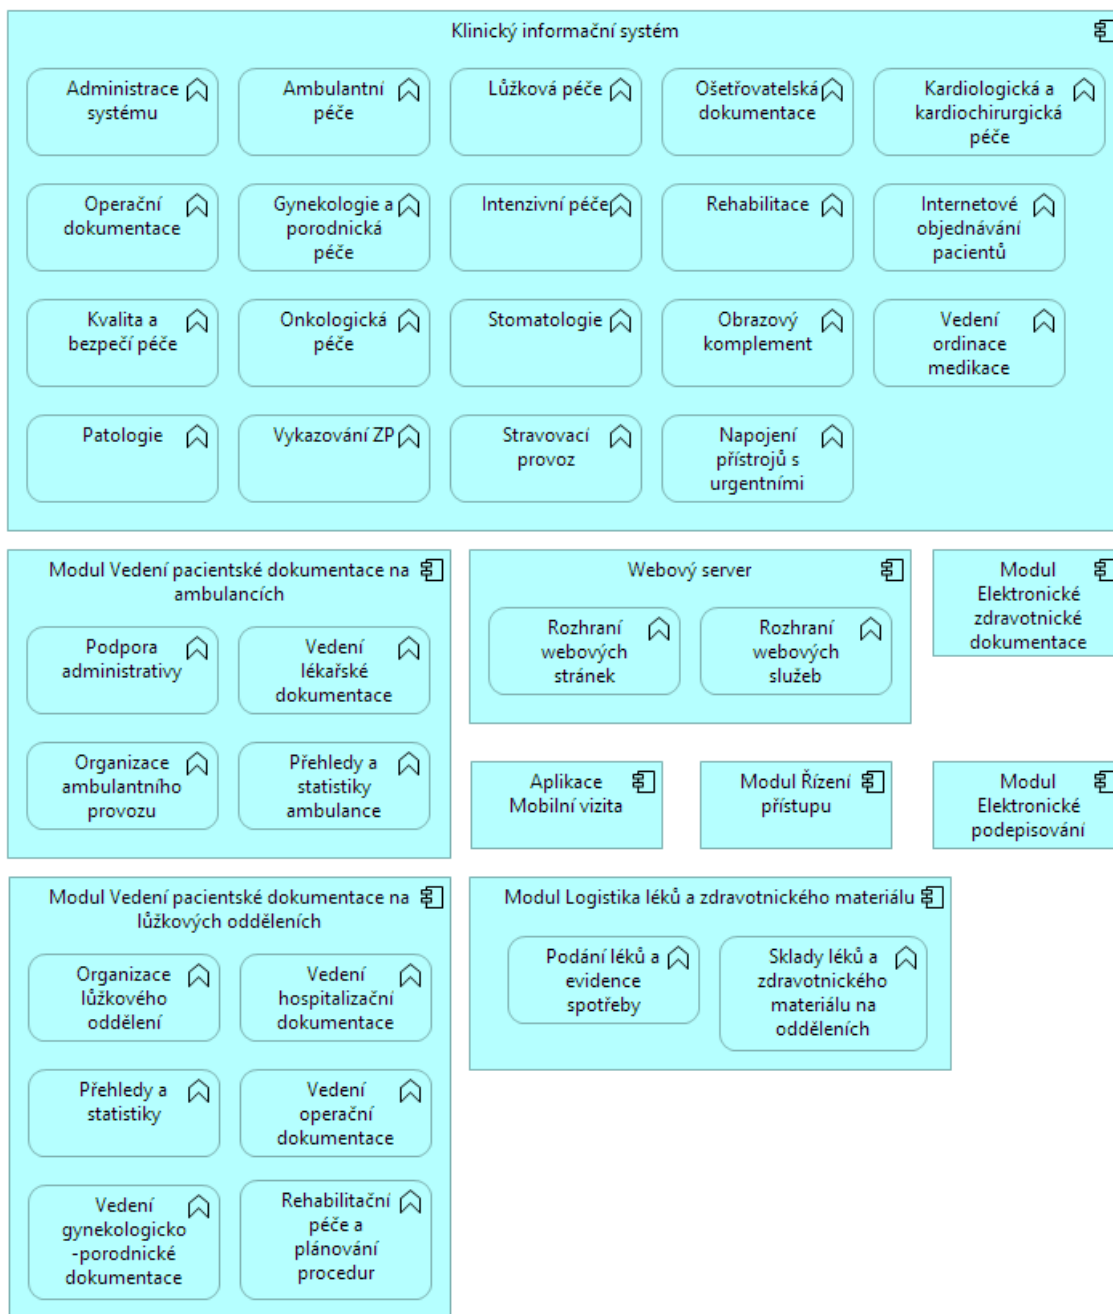 Klinický informační systém
Administrace
systému
Ambulantní
péče
Lůžková péče
Ošetřovatelská
dokumentace
Kardiologická a
kardiochirurgická
péče
Operační
dokumentace
Gynekologie a
porodnická
péče
Intenzivní péče
Rehabilitace
Internetové
objednávání
pacientů
Kvalita a
bezpečí péče
Onkologická
péče
Stomatologie
Obrazový
komplement
Vedení
ordinace
medikace
Patologie
Vykazování ZP
Stravovací
provoz
Napojení
přístrojů s
urgentními
Modul Vedení pacientské dokumentace na
ambulancích
Podpora
administrativy
Vedení
lékařské
dokumentace
Organizace
ambulantního
provozu
Přehledy a
statistiky
ambulance
Webový server
Rozhraní
webových
stránek
Rozhraní
webových
služeb
Modul
Elektronické
zdravotnické
dokumentace
Aplikace
Mobilní vizita
Modul Řízení
přístupu
Modul
Elektronické
podepisování
Modul Vedení pacientské dokumentace na
lůžkových odděleních
Organizace
lůžkového
oddělení
Vedení
hospitalizační
dokumentace
Přehledy a
statistiky
Vedení
operační
dokumentace
Vedení
gynekologicko
-porodnické
dokumentace
Rehabilitační
péče a
plánování
procedur
Modul Logistika léků a zdravotnického materiálu
Podání léků a
evidence
spotřeby
Sklady léků a
zdravotnického
materiálu na
odděleních